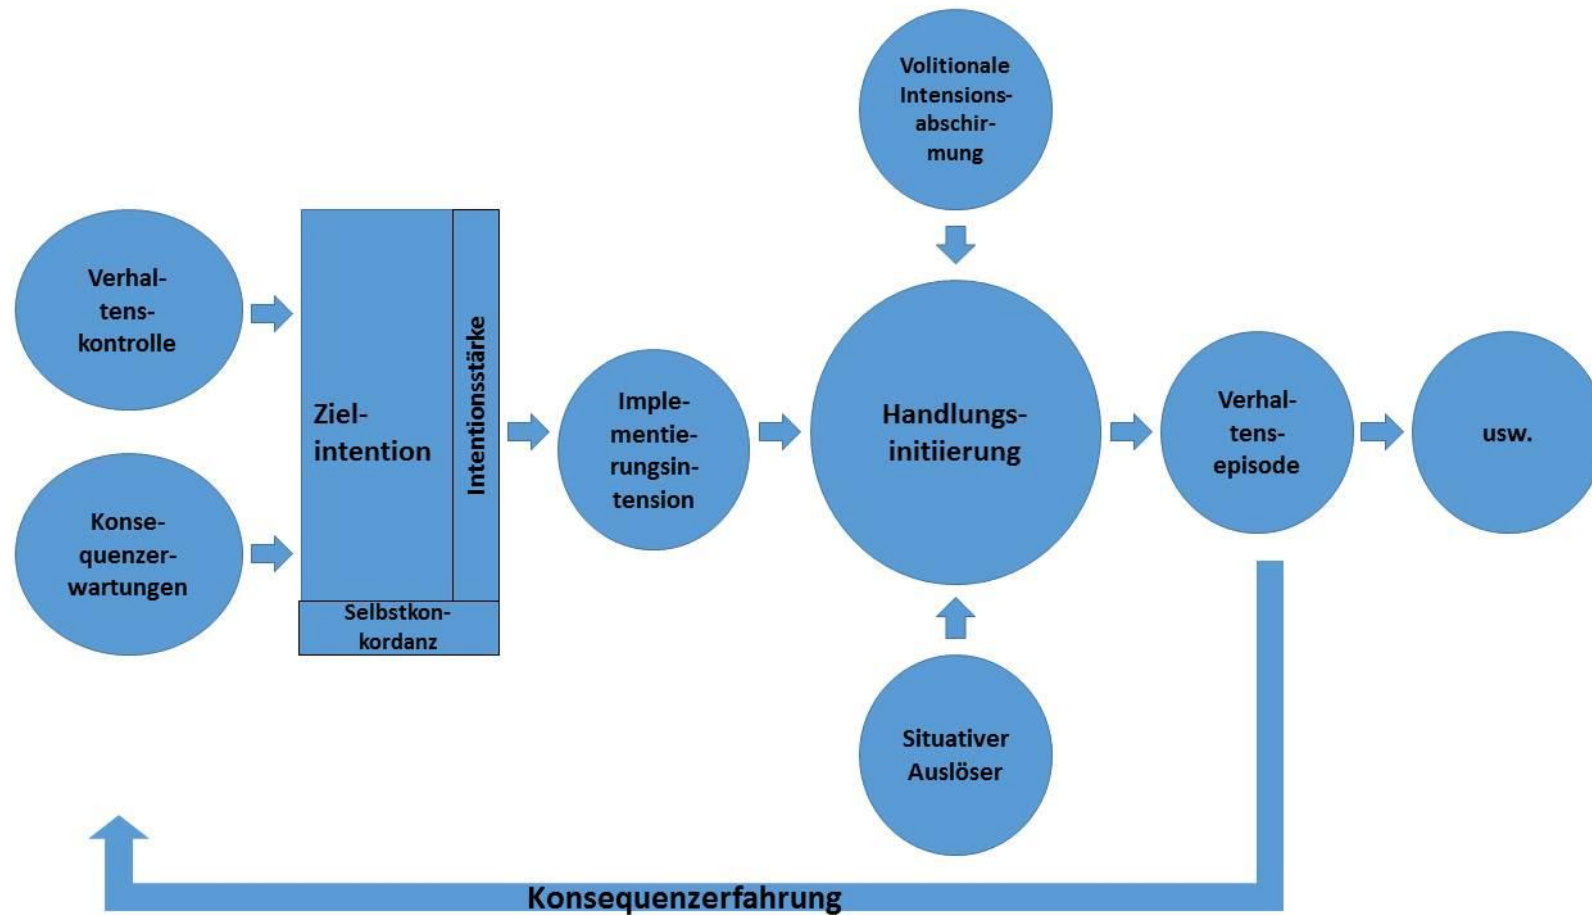 Volitionale
Intensions-
abschir-
mung
Verhal-
tens-
kontrolle
Konse-
quenzer-
wartungen
Ziel-
intention
Intentionsstärke
Selbstkon-
kordanz
Imple-
mentie-
rungsin-
tension
Handlungs-
initiierung
Verhal-
tens-
episode
usw.
Situativer
Auslöser
Konsequenzerfahrung